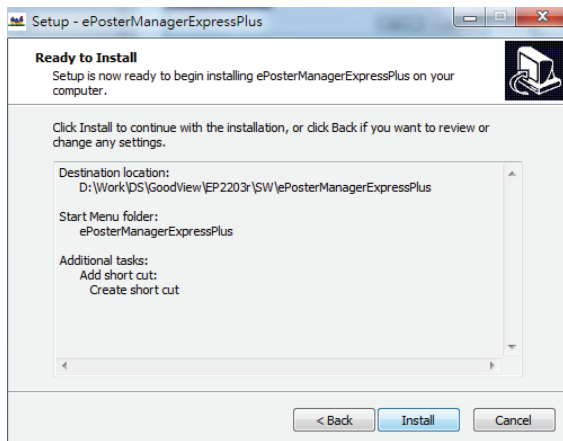 Setup - ePosterManagerExpressPlus
Ready to Install
Setup is now ready to begin installing ePosterManagerExpressPlus on your
computer.
Click Install to continue with the installation, or click Back if you want to review or
change any settings.
Destination location:
D:\Work\DS\GoodView\EP2203r\SW\ePosterManagerExpressPlus
Start Menu folder:
ePosterManagerExpressPlus
Additional tasks:
Add short cut:
Create short cut
< Back
Install
Cancel